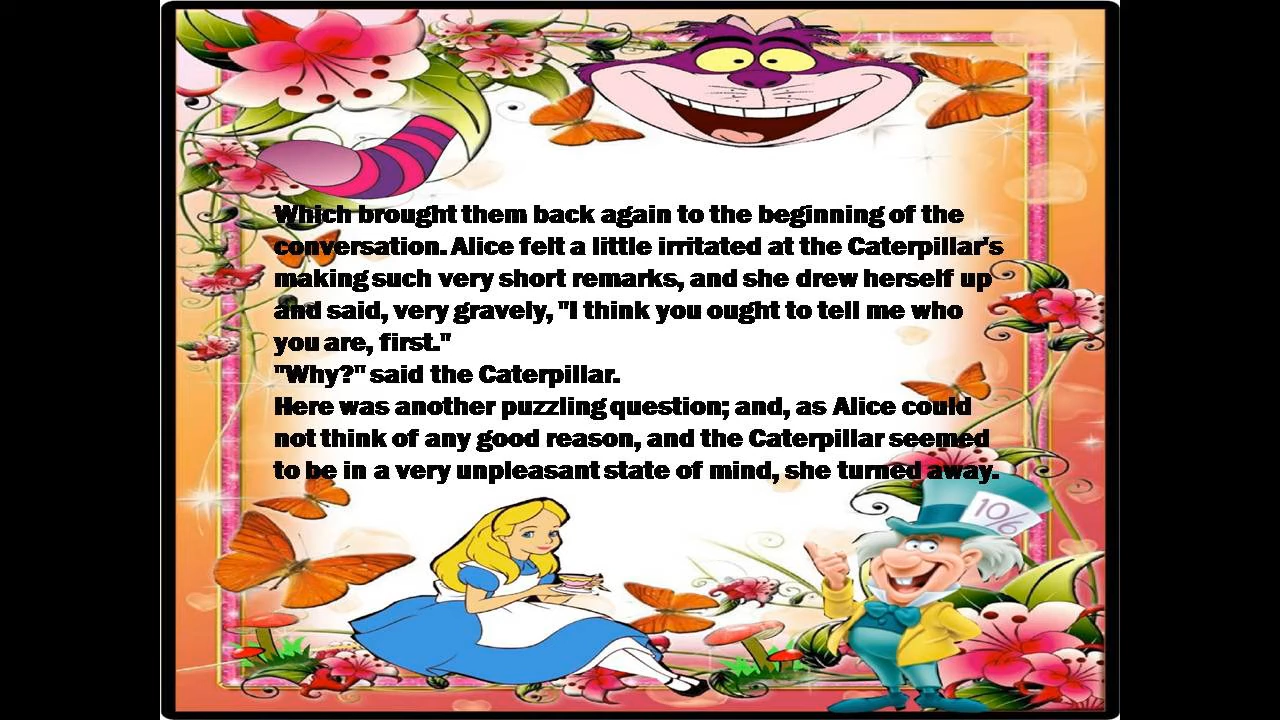 Which brought them back again to the beginning of the
conversation. Alice felt a little irritated at the Caterpillar's
making such very short remarks, and she drew herself up
and said, very gravely, "I think you ought to tell me who
you are, first."
"Why?" said the Caterpillar.
Here was another puzzling question; and, as Alice could
not think of any good reason, and the Caterpillar seemed
to be in a very unpleasant state of mind, she turned away.
10/6